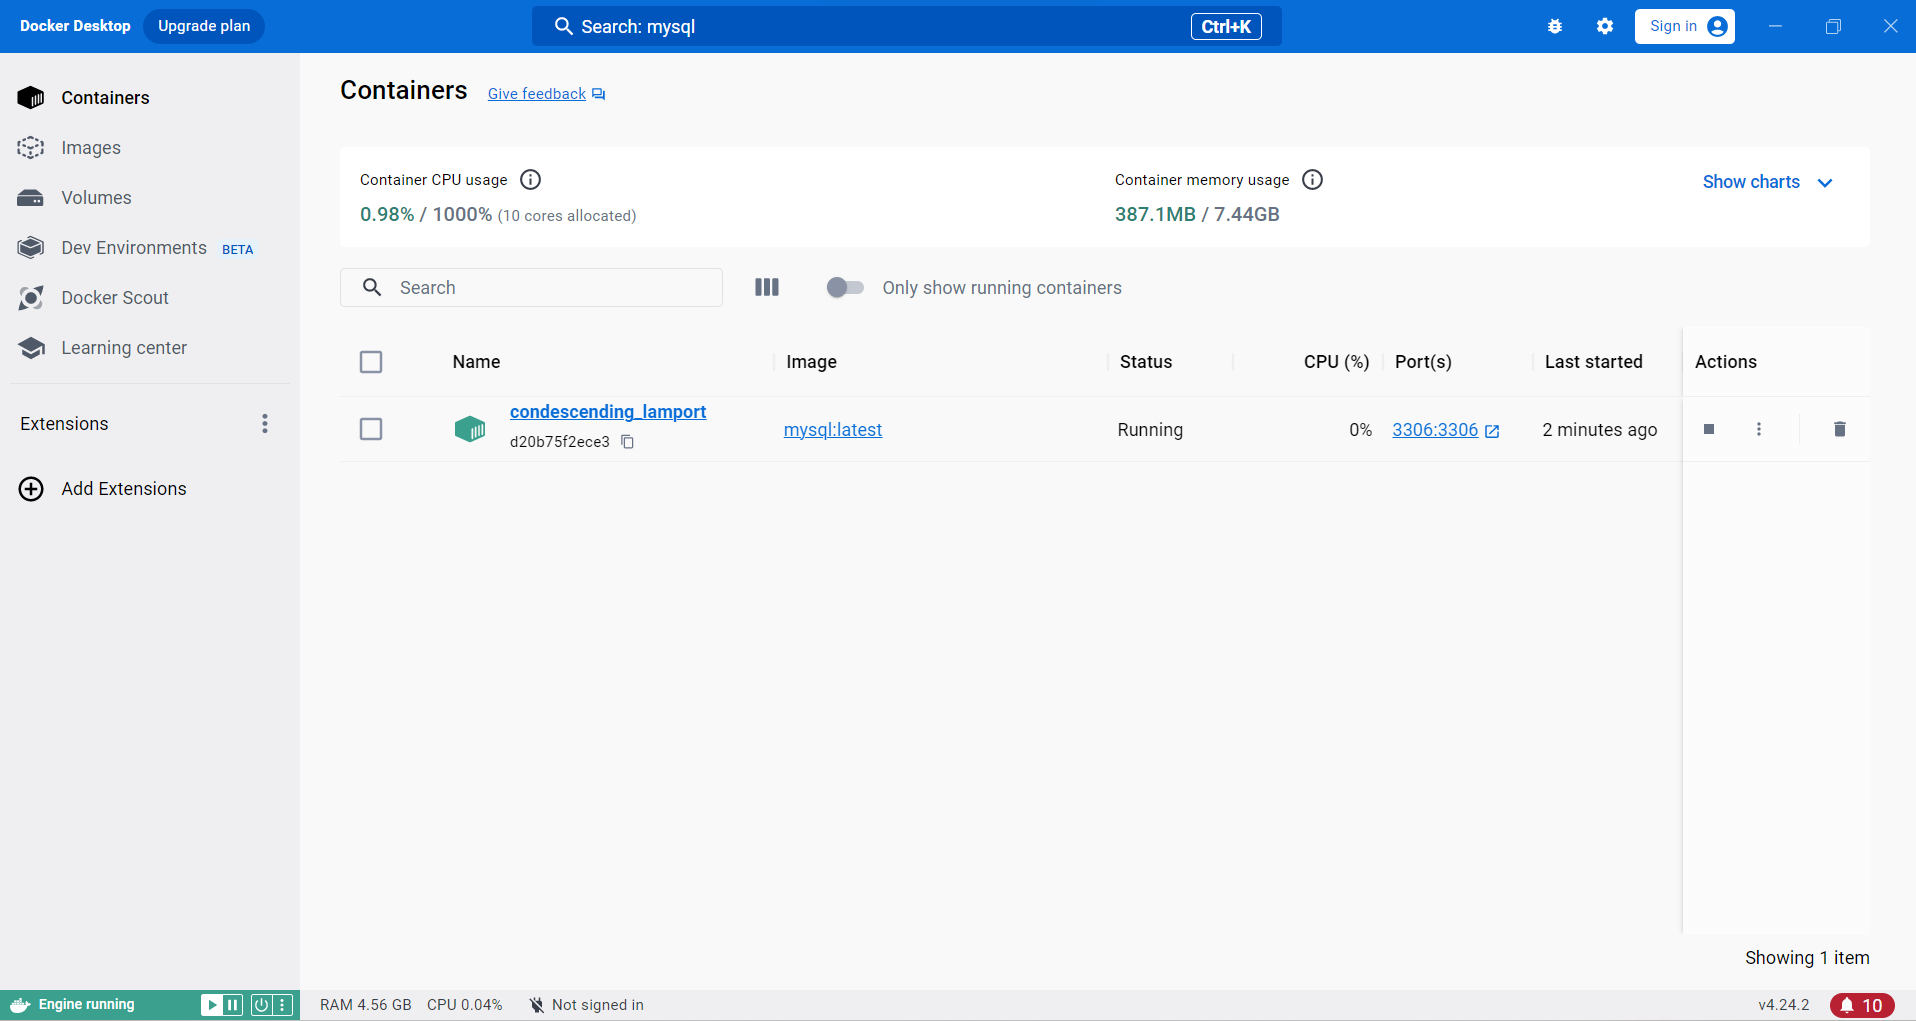 Docker Desktop Upgrade plan Search: mysql Ctrl+K Sign in
Containers
Images
Volumes
Dev Environments BETA
Docker Scout
Learning center
Extensions
Add Extensions
Containers Give feedback
Container CPU usage
0.98% / 1000% (10 cores allocated)
Container memory usage
387.1MB / 7.44GB
Show charts
Search
Only show running containers
Name Image Status CPU (%) Port(s) Last started Actions
condescending_lamport
d20b75f2ece3
mysql:latest Running 0% 3306:3306 2 minutes ago
Showing 1 item
Engine running RAM 4.56 GB CPU 0.04% Not signed in v4.24.2 10